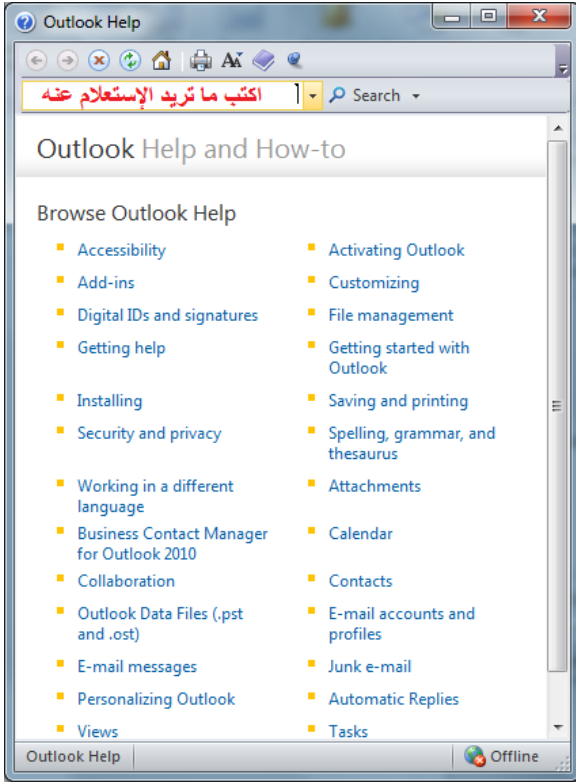 Outlook Help
اكتب ما تريد الإستعلام عنه
Search
Outlook Help and How-to
Browse Outlook Help
Accessibility
Activating Outlook
Add-ins
Customizing
Digital IDs and signatures
File management
Getting help
Getting started with
Outlook
Installing
Saving and printing
Security and privacy
Spelling, grammar, and
thesaurus
Working in a different
language
Attachments
Business Contact Manager
for Outlook 2010
Calendar
Collaboration
Contacts
Outlook Data Files (.pst
and .ost)
E-mail accounts and
profiles
E-mail messages
Junk e-mail
Personalizing Outlook
Automatic Replies
Views
Tasks
Outlook Help
Offline